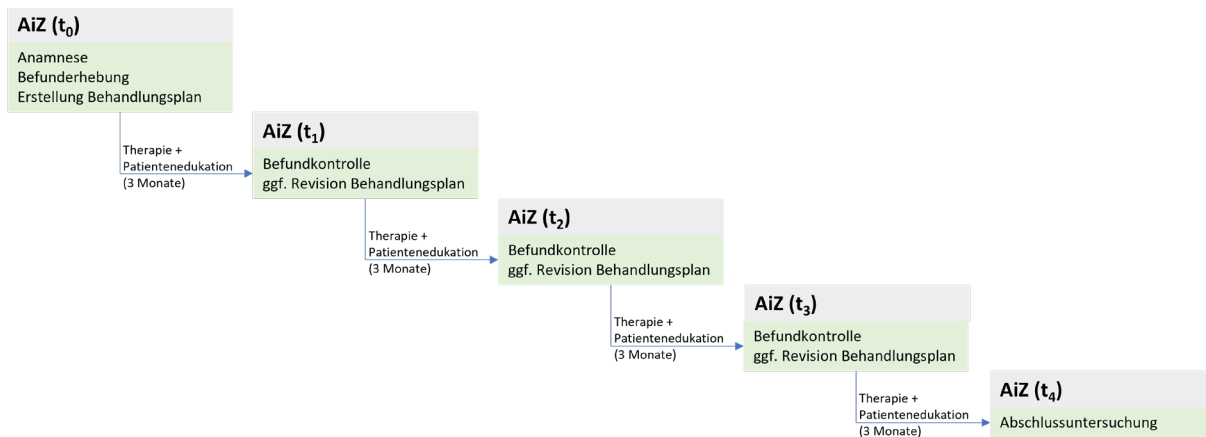 AiZ (t0)
Anamnese
Befunderhebung
Erstellung Behandlungsplan
Therapie +
Patientenedukation
(3 Monate)
AiZ (t1)
Befundkontrolle
ggf. Revision Behandlungsplan
Therapie +
Patientenedukation
(3 Monate)
AiZ (t2)
Befundkontrolle
ggf. Revision Behandlungsplan
Therapie +
Patientenedukation
(3 Monate)
AiZ (t3)
Befundkontrolle
ggf. Revision Behandlungsplan
Therapie +
Patientenedukation
(3 Monate)
AiZ (t4)
Abschlussuntersuchung